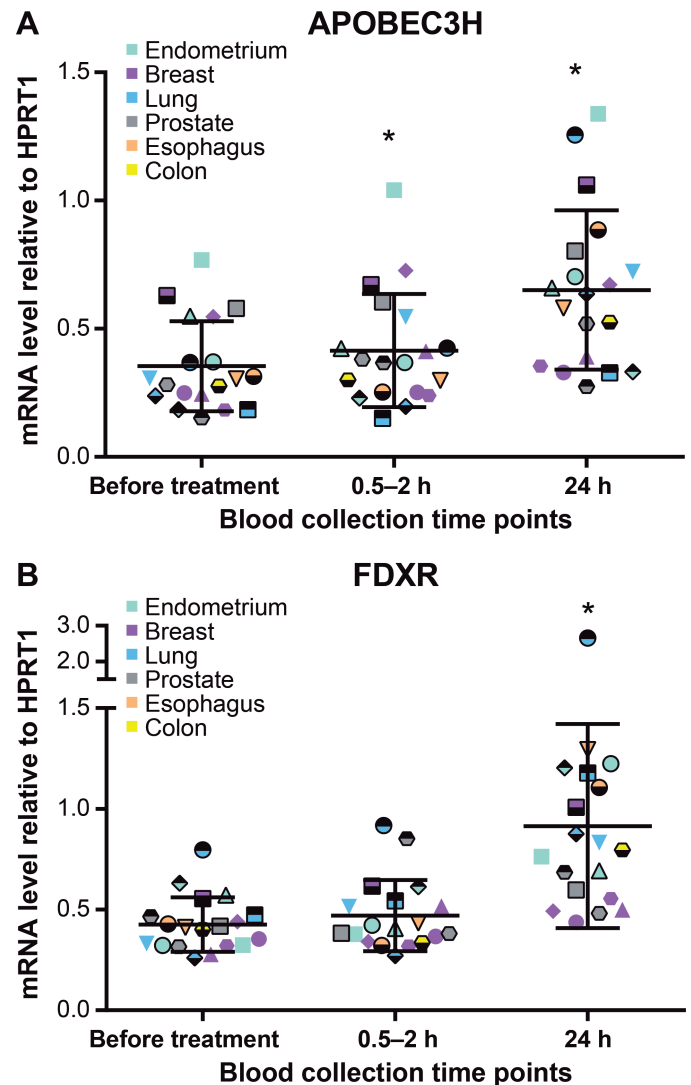 A
APOBEC3H
Endometrium
Breast
Lung
Prostate
Esophagus
Colon
mRNA level relative to HPRT1
1.5
1.0
0.5
0.0
*
*
Before treatment
0.5–2 h
24 h
Blood collection time points
B
FDXR
Endometrium
Breast
Lung
Prostate
Esophagus
Colon
mRNA level relative to HPRT1
3.0
2.0
1.5
1.0
0.5
0.0
*
Before treatment
0.5–2 h
24 h
Blood collection time points